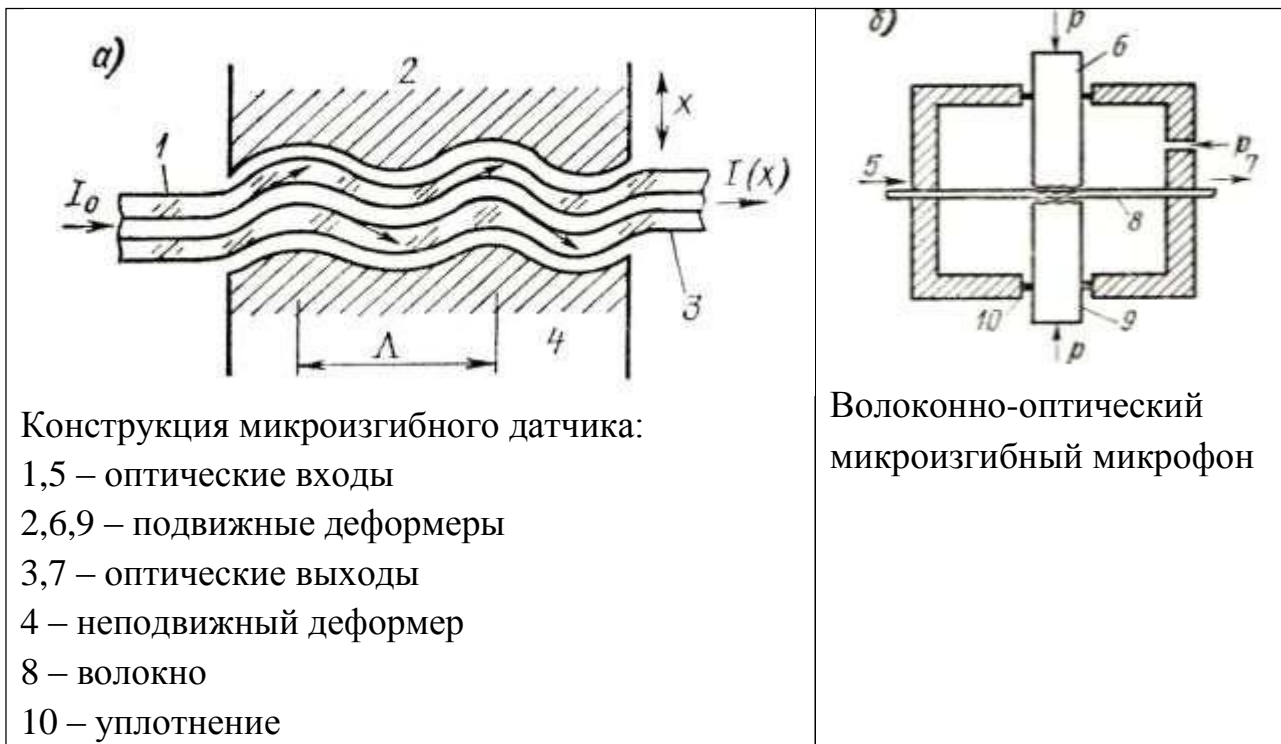 а)
2
x
1
I₀
I(x)
3
Λ
4
Конструкция микроизгибного датчика:
1,5 – оптические входы
2,6,9 – подвижные деформеры
3,7 – оптические выходы
4 – неподвижный деформер
8 – волокно
10 – уплотнение
б)
p
6
p
5
7
8
10
9
p
Волоконно-оптический
микроизгибный микрофон